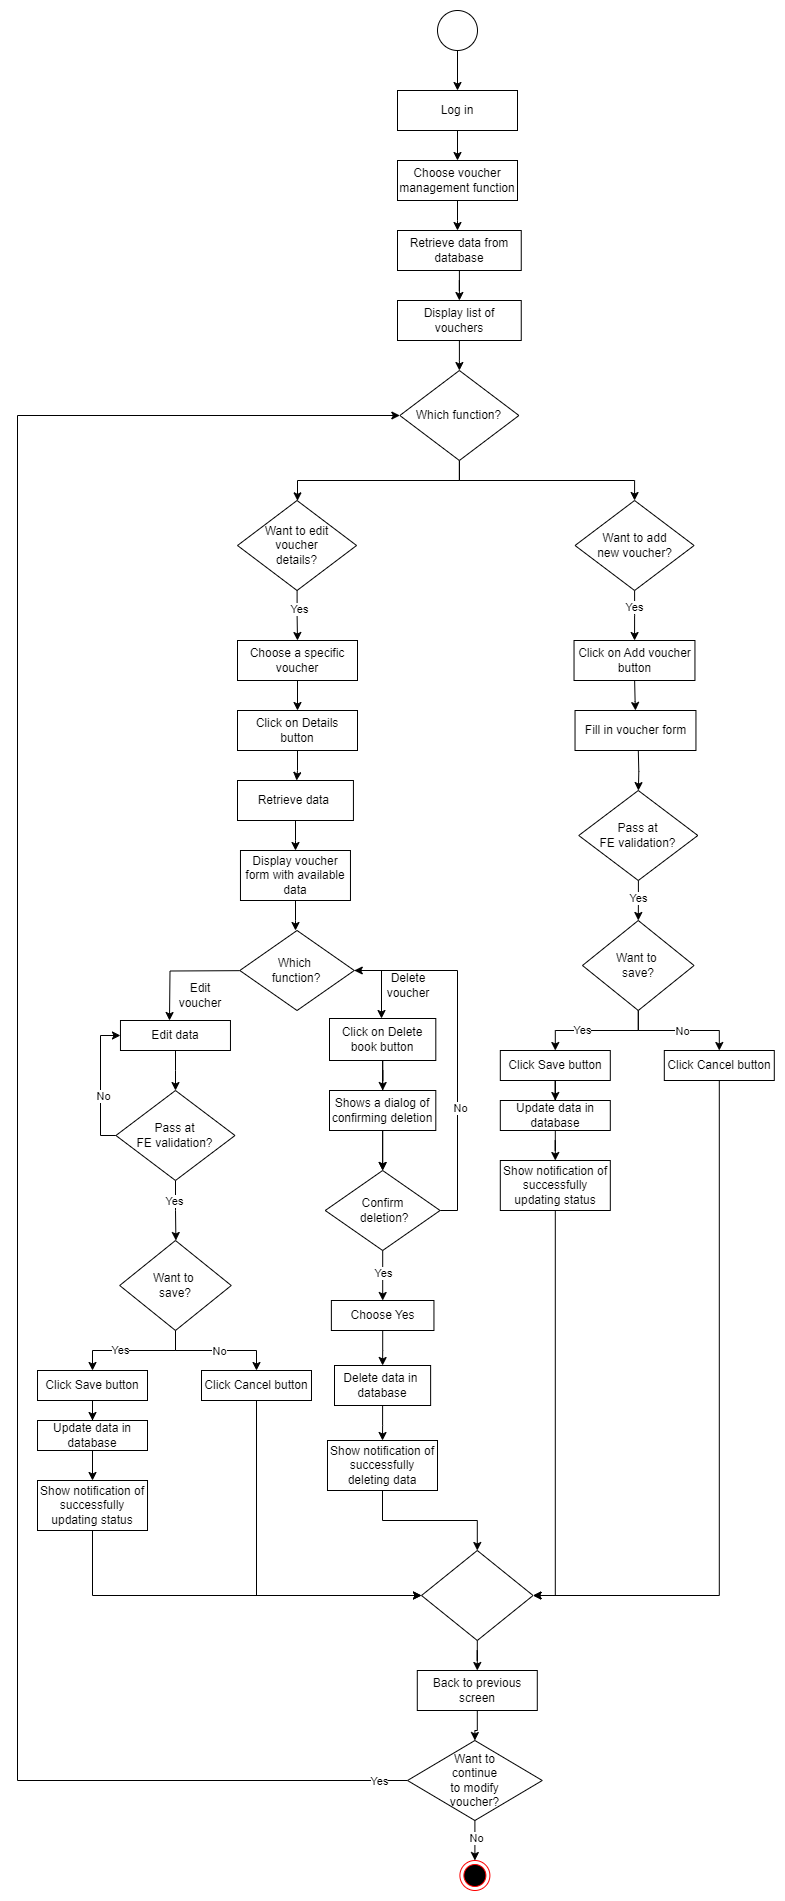 Log in
Choose voucher
management function
Retrieve data from
database
Display list of
vouchers
Which function?
Want to edit
voucher
details?
Want to add
new voucher?
Yes
Yes
Choose a specific
voucher
Click on Add voucher
button
Click on Details
button
Fill in voucher form
Retrieve data
Pass at
FE validation?
Display voucher
form with available
data
Yes
Which
function?
Want to
save?
Edit
voucher
Delete
voucher
Edit data
Click on Delete
book button
Yes
No
Click Save button
Click Cancel button
No
Shows a dialog of
confirming deletion
No
Update data in
database
Pass at
FE validation?
Show notification of
successfully
updating status
Yes
Confirm
deletion?
Want to
save?
Yes
Choose Yes
Yes
No
Click Save button
Click Cancel button
Delete data in
database
Update data in
database
Show notification of
successfully
deleting data
Show notification of
successfully
updating status
Back to previous
screen
Want to
continue
to modify
voucher?
Yes
No